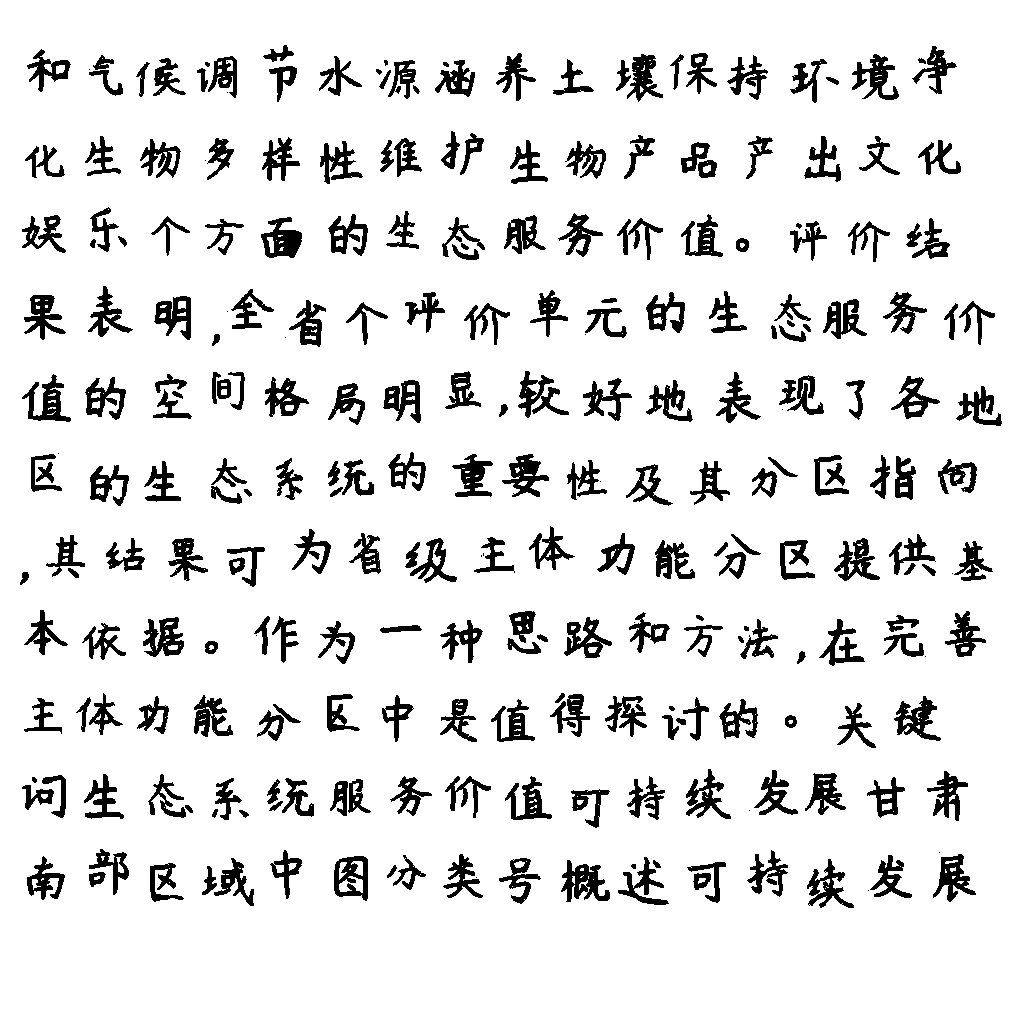 和气候调节水源涵养土壤保持环境净
化生物多样性维护生物产品产出文化
娱乐个方面的生态服务价值。评价结
果表明,全省个评价单元的生态服务价
值的空间格局明显,较好地表现了各地
区的生态系统的重要性及其分区指向
,其结果可为省级主体功能分区提供基
本依据。作为一种思路和方法,在完善
主体功能分区中是值得探讨的。关键
词生态系统服务价值可持续发展甘肃
南部区域中图分类号概述可持续发展